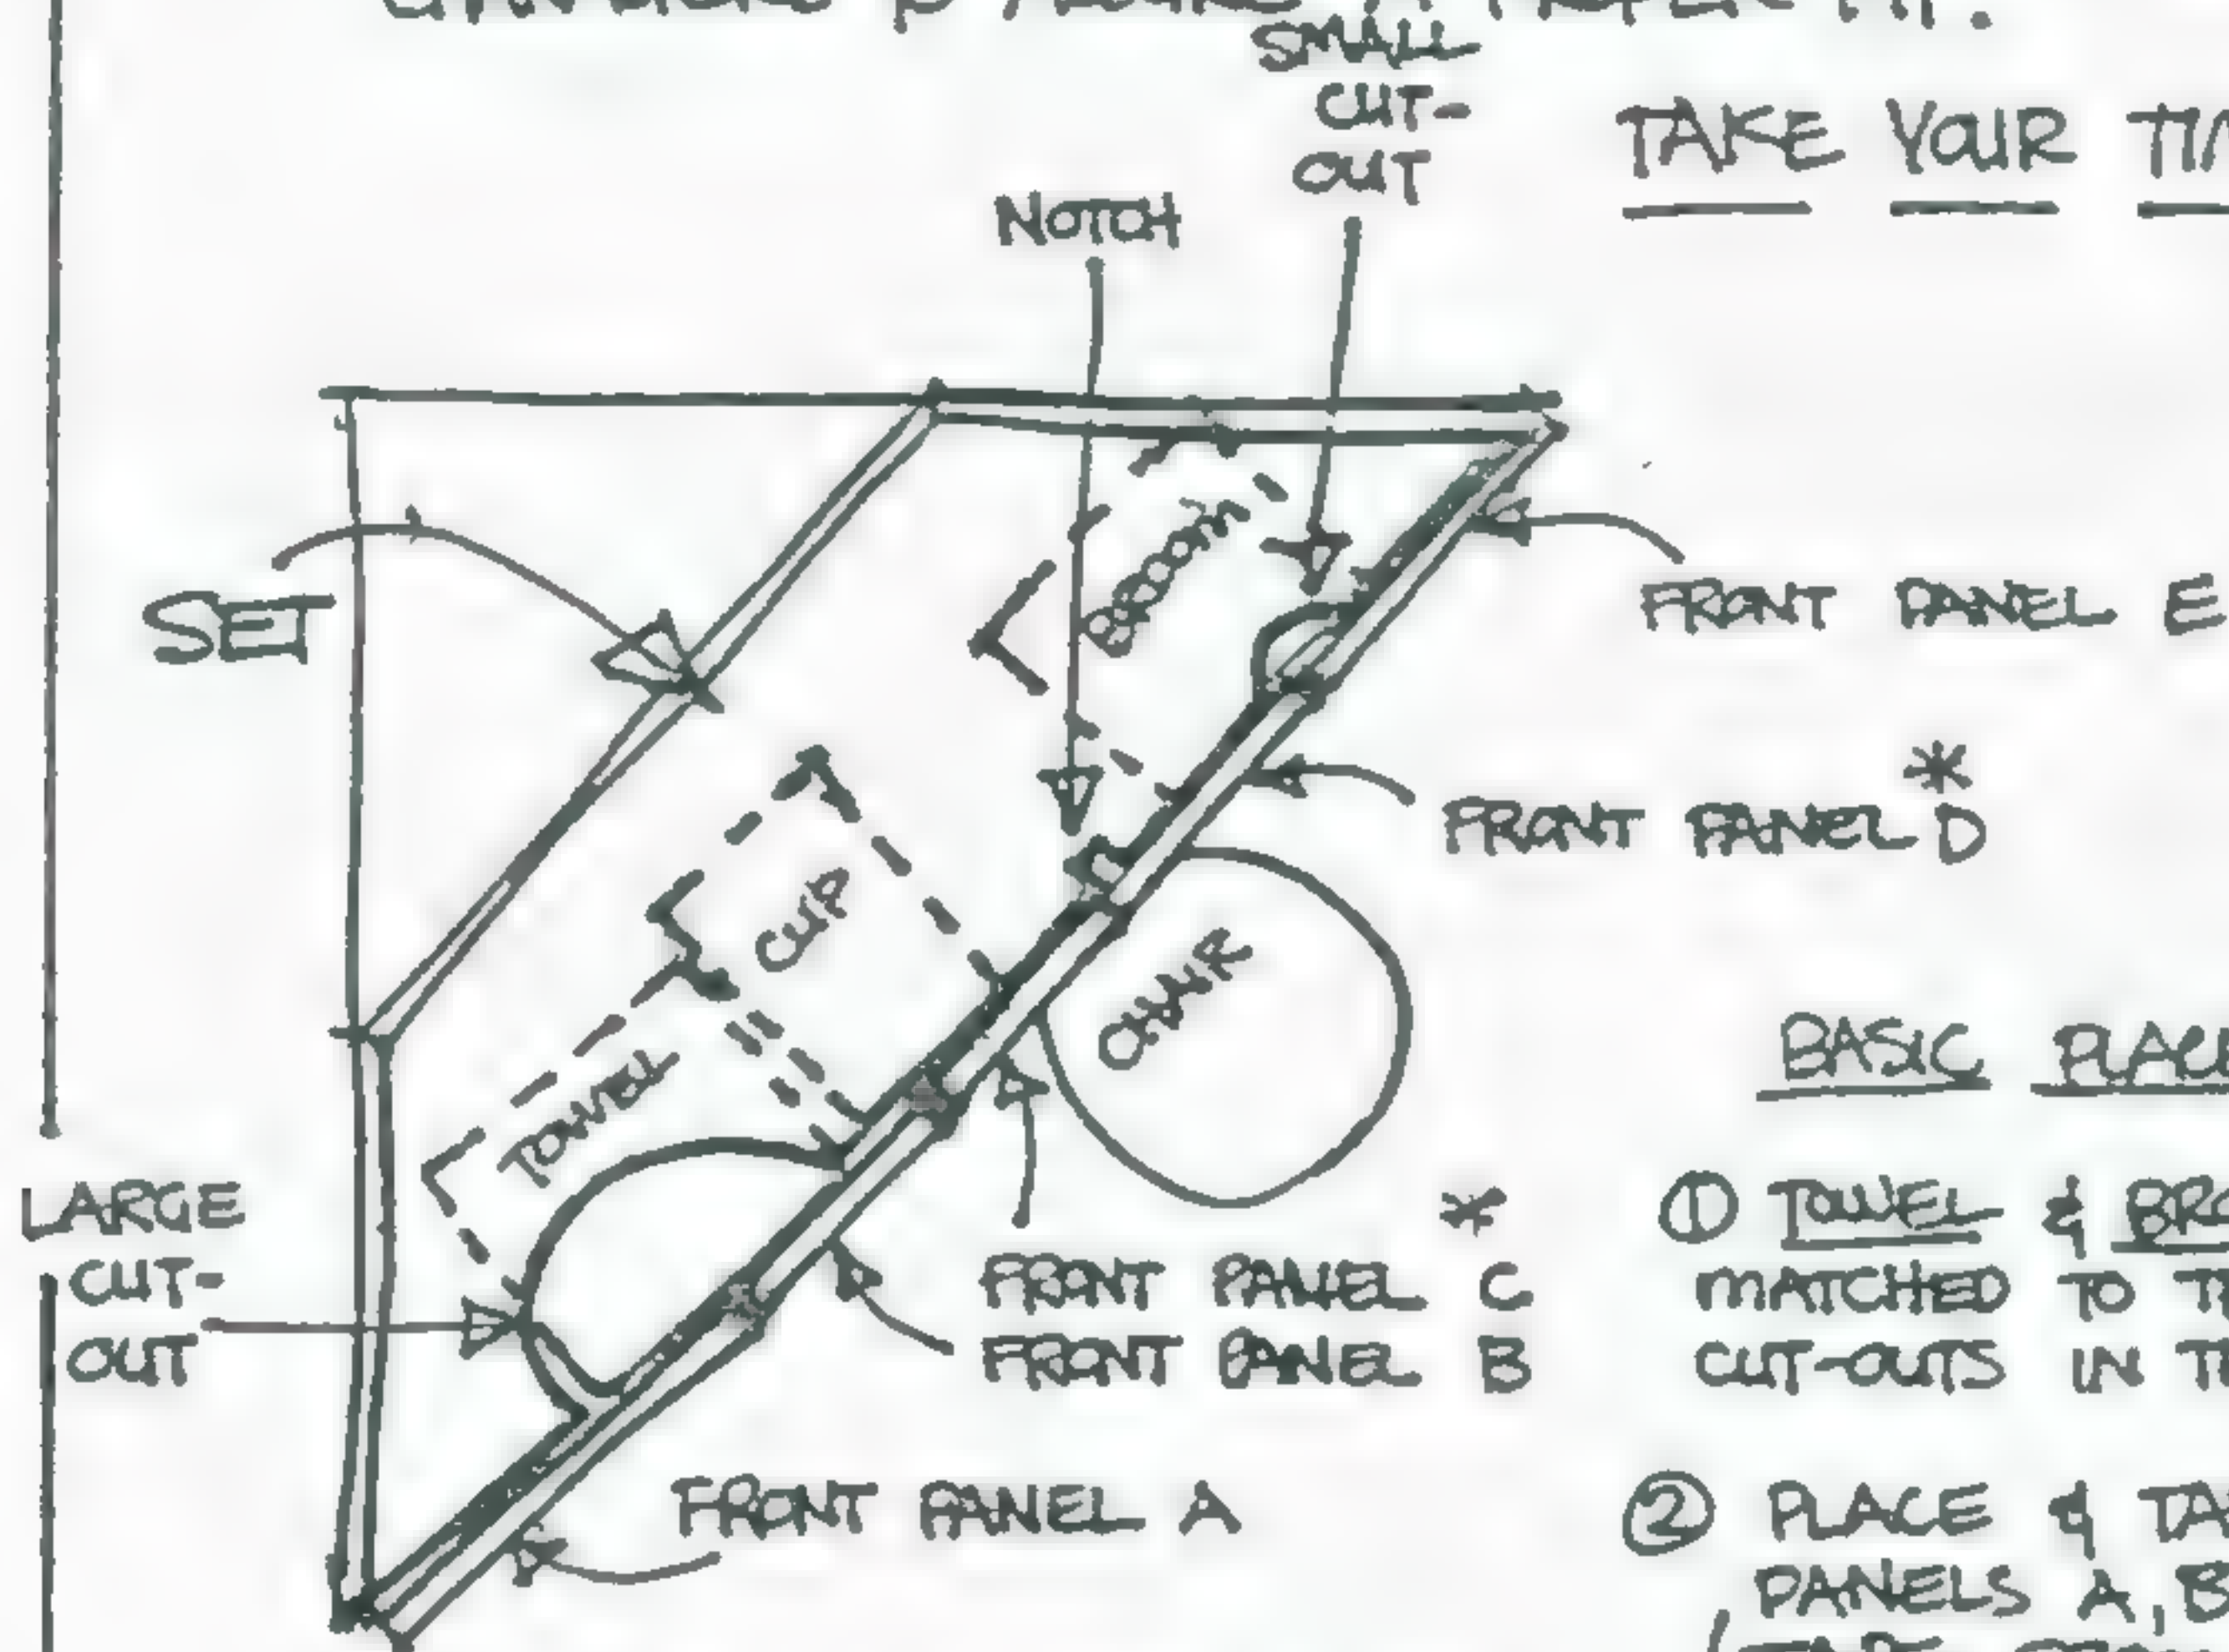 SMALL
CUT-
OUT
TAKE YOUR
NOTCH
BROOM
SET
FRONT PANEL E
*
FRONT PANEL D
CUP
CHAIR
BASIC
TOWEL
LARGE
CUT-
OUT
*
FRONT PANEL C
FRONT PANEL B
① TOWEL &
MATCHED TO
CUT-OUTS IN
FRONT PANEL A
② PLACE &
PANELS A, B